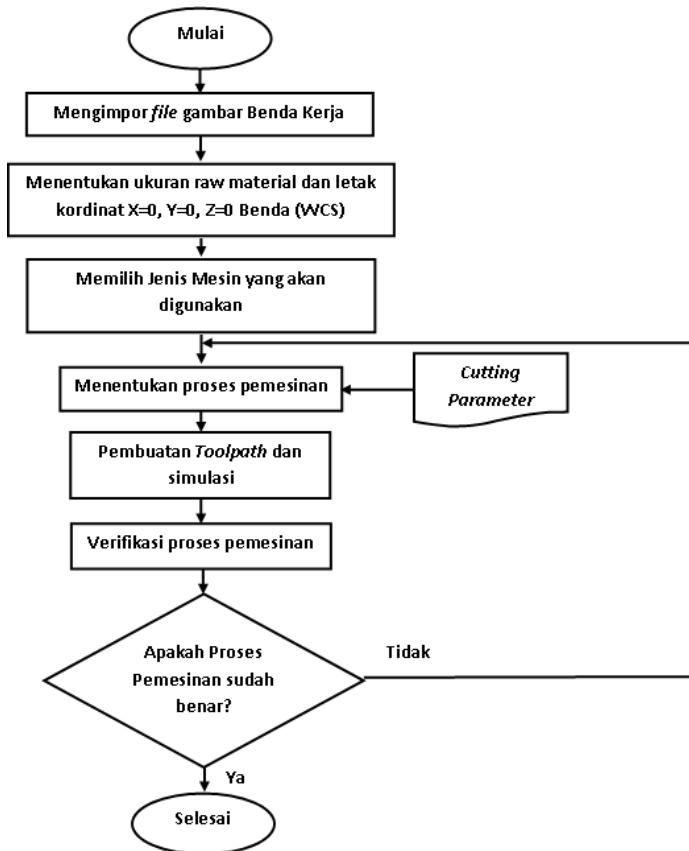 Mulai
Mengimpor file gambar Benda Kerja
Menentukan ukuran raw material dan letak
kordinat X=0, Y=0, Z=0 Benda (WCS)
Memilih Jenis Mesin yang akan
digunakan
Menentukan proses pemesinan
Cutting
Parameter
Pembuatan Toolpath dan
simulasi
Verifikasi proses pemesinan
Apakah Proses
Pemesinan sudah
benar?
Tidak
Ya
Selesai